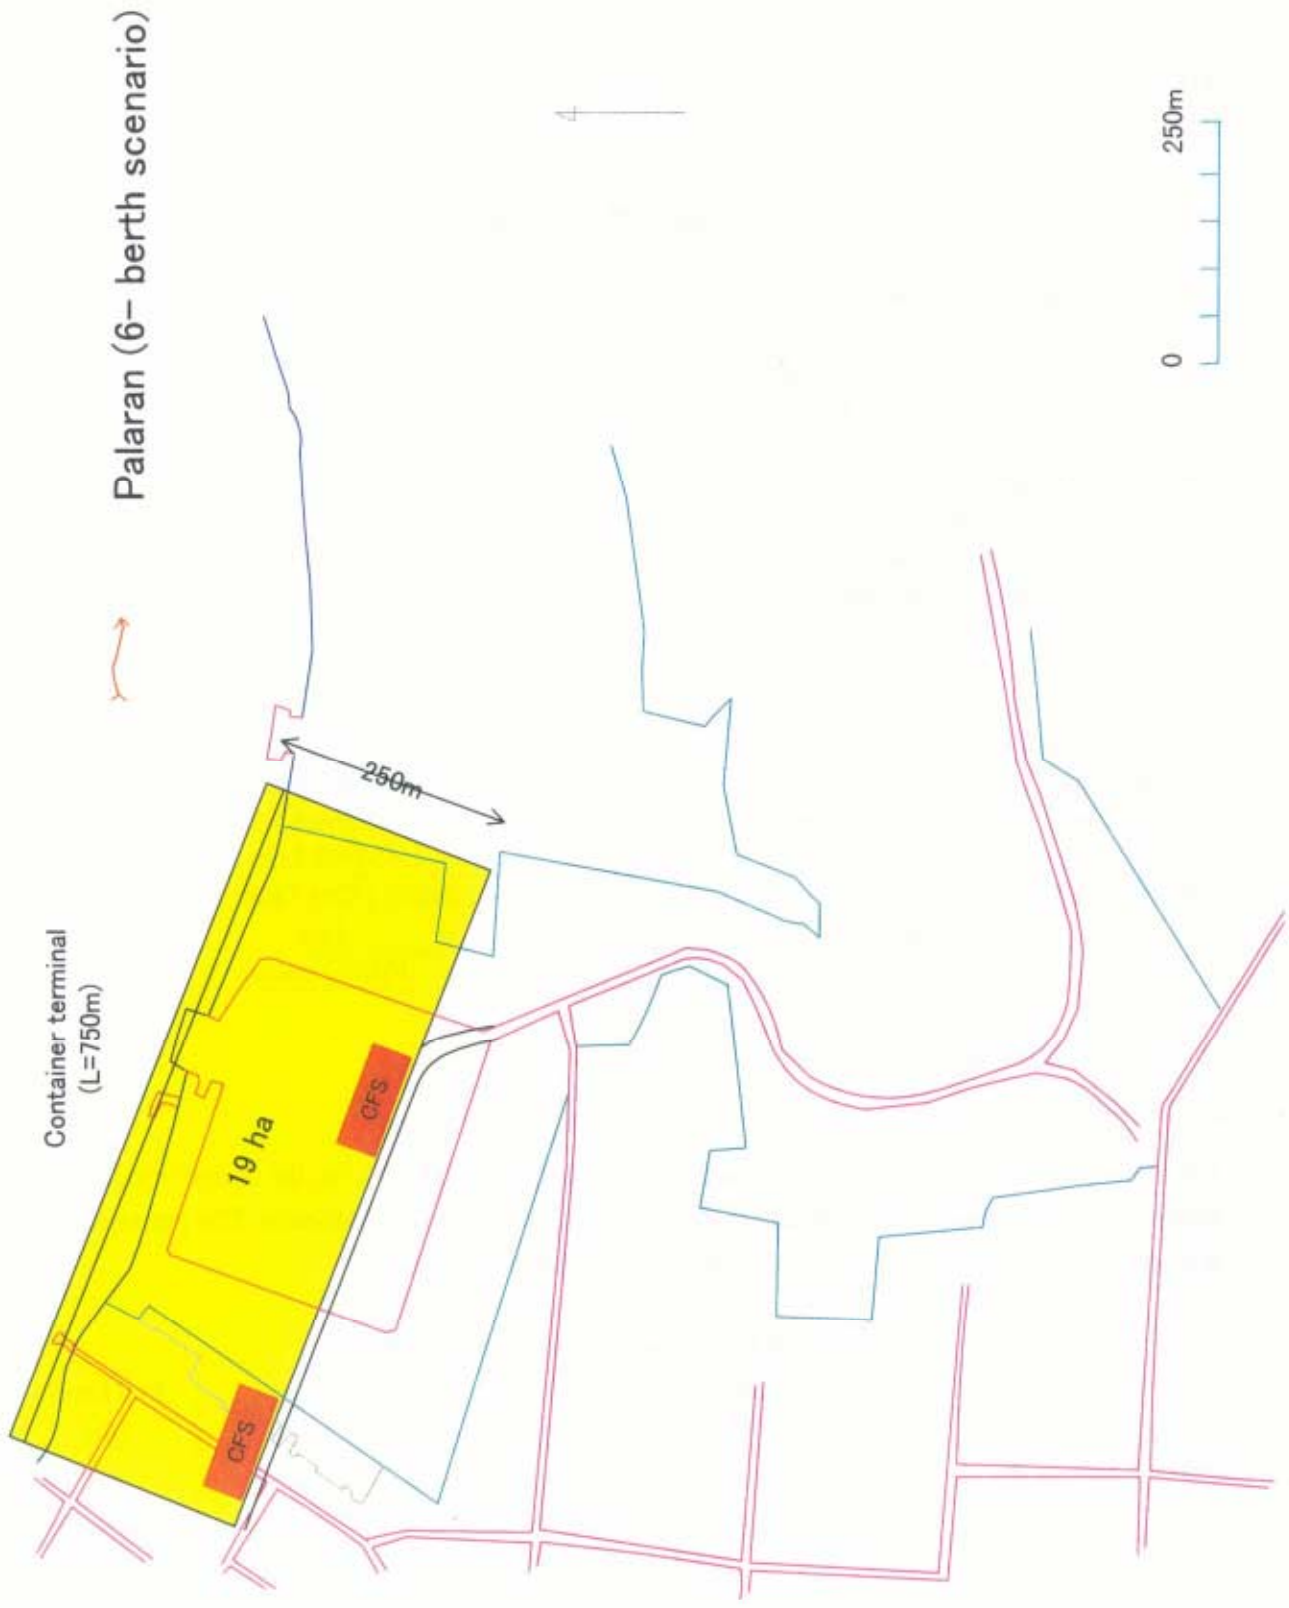 Palaran (6- berth scenario)
Container terminal
(L=750m)
250m
19 ha
CFS
CFS
0
250m